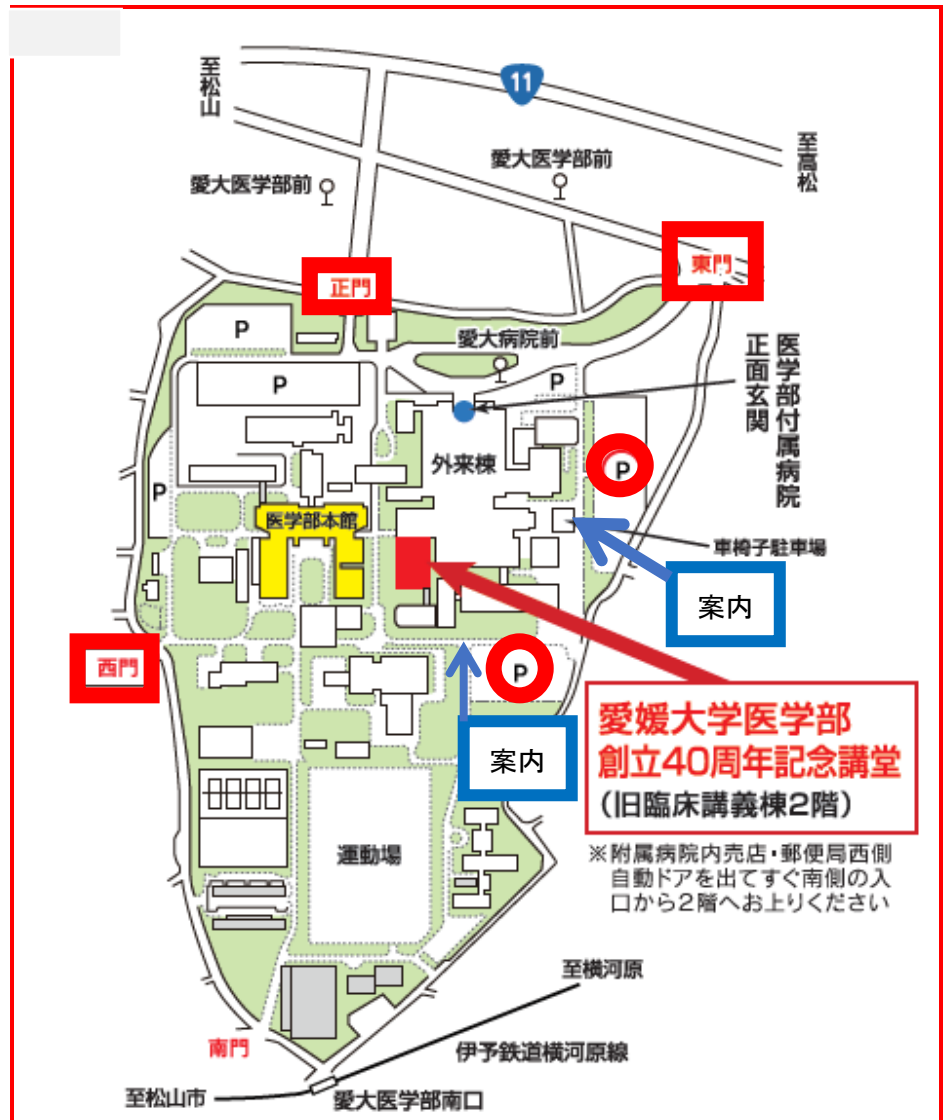 11
至松山
至高松
愛大医学部前
愛大医学部前
東門
正門
P
愛大病院前
医学部付属病院
正面玄関
P
P
外来棟
P
P
医学部本館
車椅子駐車場
案内
西門
P
愛媛大学医学部
創立40周年記念講堂
（旧臨床講義棟2階）
案内
※附属病院内売店・郵便局西側
自動ドアを出てすぐ南側の入
口から2階へお上りください
運動場
至横河原
南門
伊予鉄道横河原線
至松山市
愛大医学部南口